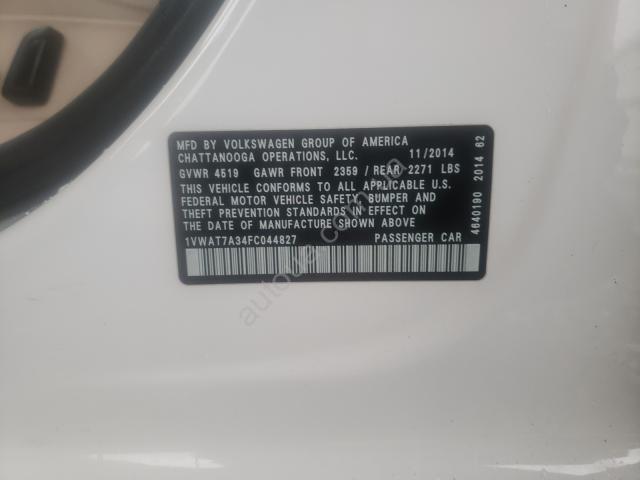 MFD BY VOLKSWAGEN GROUP OF AMERICA
CHATTANOOGA OPERATIONS, LLC. 11/2014
GVWR 4519 GAWR FRONT 2359 / REAR 2271 LBS
THIS VEHICLE CONFORMS TO ALL APPLICABLE U.S.
FEDERAL MOTOR VEHICLE SAFETY, BUMPER AND
THEFT PREVENTION STANDARDS IN EFFECT ON
THE DATE OF MANUFACTURE SHOWN ABOVE
1VWAT7A34FC044827 PASSENGER CAR
4640190 2014 62